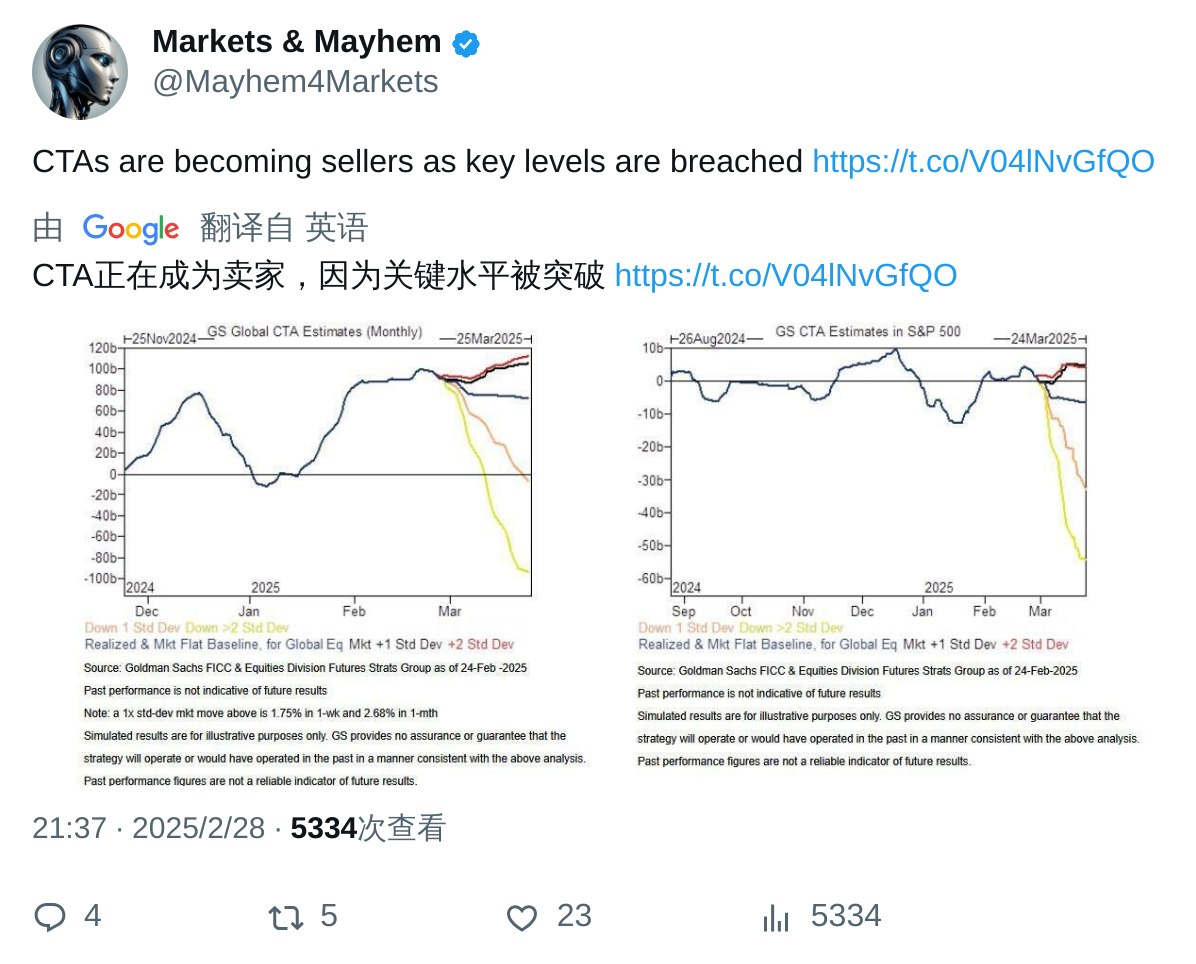 Markets & Mayhem
@Mayhem4Markets
CTAs are becoming sellers as key levels are breached https://t.co/V04lNvGfQO
由 Google 翻译自 英语
CTA正在成为卖家，因为关键水平被突破 https://t.co/V04lNvGfQO
GS Global CTA Estimates (Monthly)
25Nov2024
25Mar2025
120b
100b
80b
60b
40b
20b
0
-20b
-40b
-60b
-80b
-100b
2024
2025
Dec
Jan
Feb
Mar
Down 1 Std Dev Down >2 Std Dev
Realized & Mkt Flat Baseline, for Global Eq Mkt +1 Std Dev +2 Std Dev
Source: Goldman Sachs FICC & Equities Division Futures Strats Group as of 24-Feb -2025
Past performance is not indicative of future results
Note: a 1x std-dev mkt move above is 1.75% in 1-wk and 2.68% in 1-mth
Simulated results are for illustrative purposes only. GS provides no assurance or guarantee that the
strategy will operate or would have operated in the past in a manner consistent with the above analysis.
Past performance figures are not a reliable indicator of future results.
GS CTA Estimates in S&P 500
26Aug2024
24Mar2025
10b
0
-10b
-20b
-30b
-40b
-50b
-60b
2024
2025
Sep
Oct
Nov
Dec
Jan
Feb
Mar
Down 1 Std Dev Down >2 Std Dev
Realized & Mkt Flat Baseline, for Global Eq Mkt +1 Std Dev +2 Std Dev
Source: Goldman Sachs FICC & Equities Division Futures Strats Group as of 24-Feb-2025
Past performance is not indicative of future results
Simulated results are for illustrative purposes only. GS provides no assurance or guarantee that the
strategy will operate or would have operated in the past in a manner consistent with the above analysis.
Past performance figures are not a reliable indicator of future results.
21:37 · 2025/2/28 · 5334次查看
4
5
23
5334